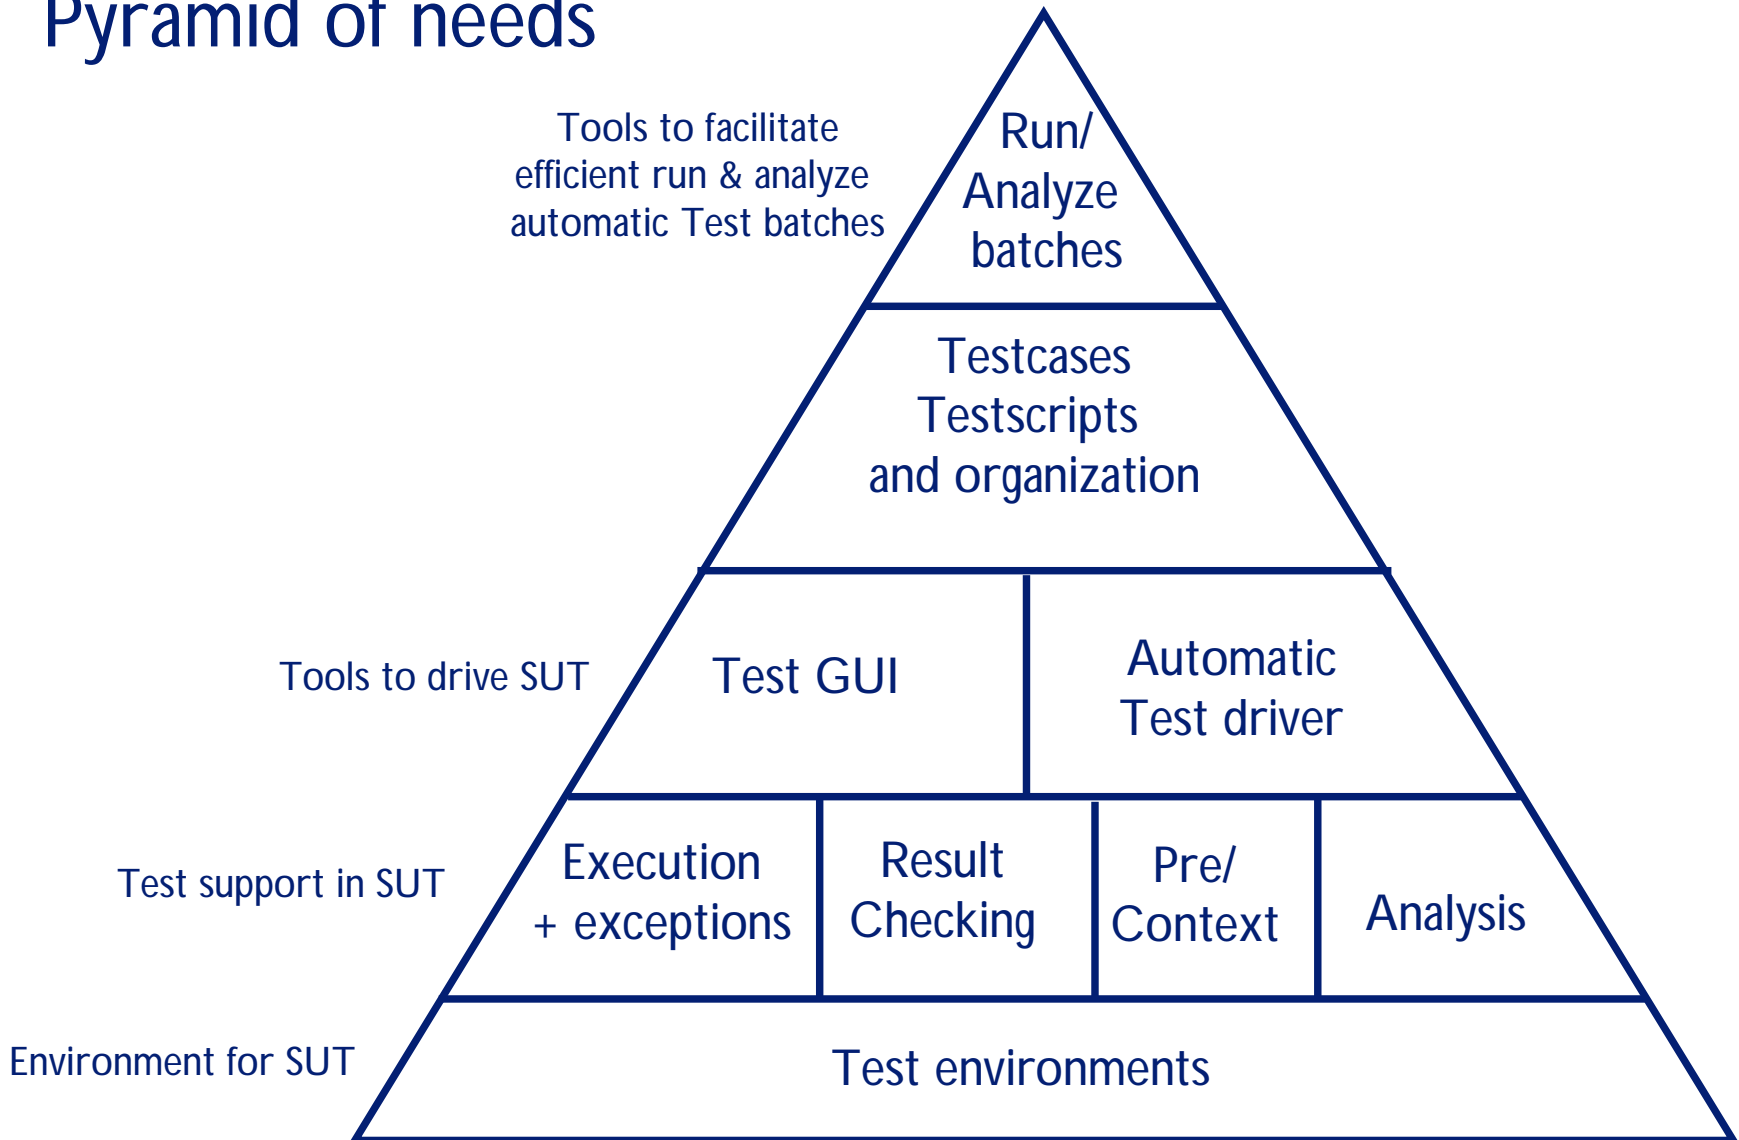 Pyramid of needs
Tools to facilitate
efficient run & analyze
automatic Test batches
Run/
Analyze
batches
Testcases
Testscripts
and organization
Tools to drive SUT
Test GUI
Automatic
Test driver
Test support in SUT
Execution
+ exceptions
Result
Checking
Pre/
Context
Analysis
Environment for SUT
Test environments